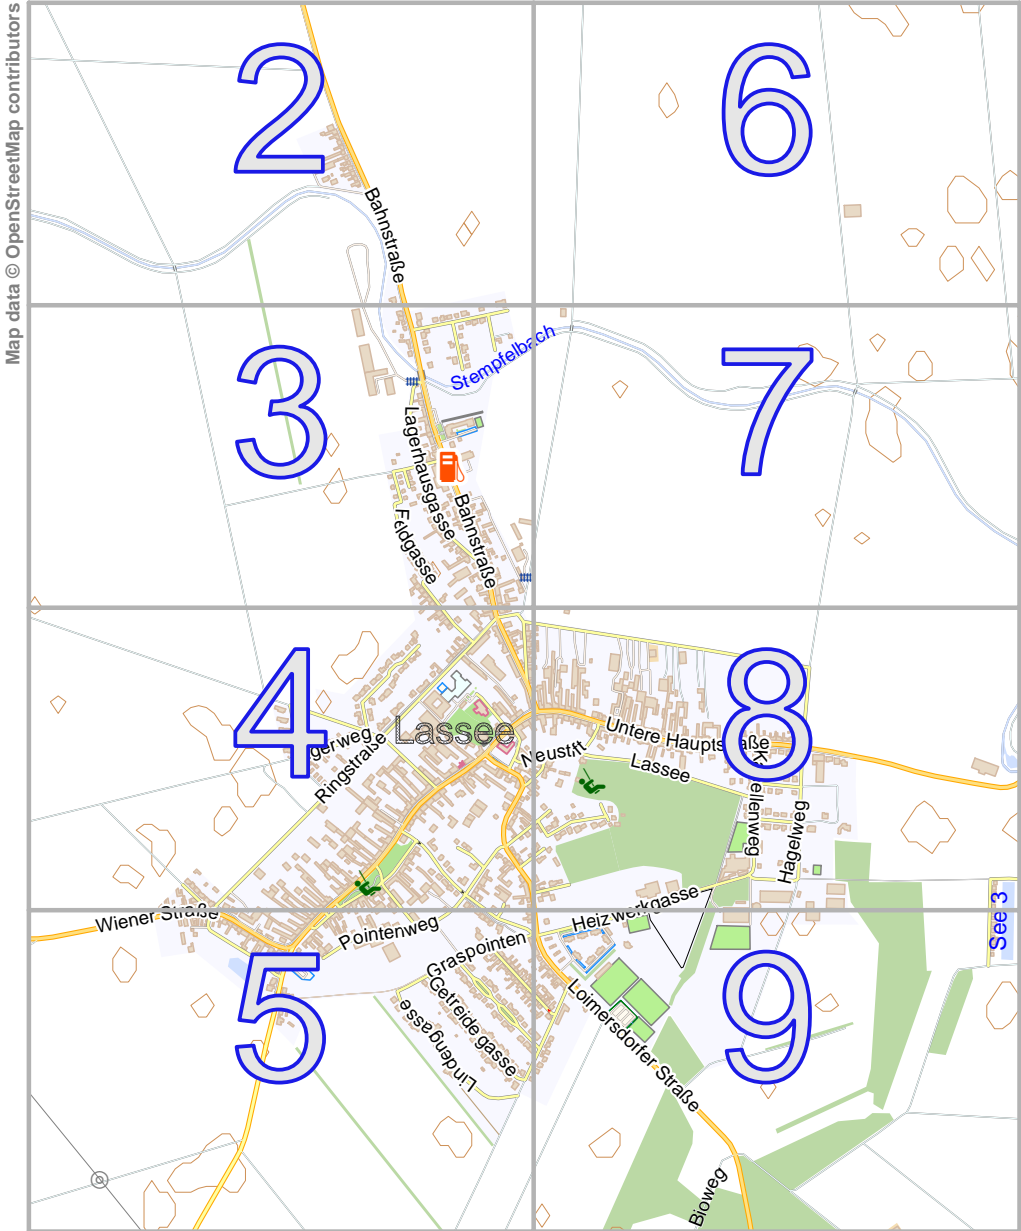 Map data © OpenStreetMap contributors
2
6
Bahnstraße
3
7
Stempfelbach
Lagerhausgasse
Bahnstraße
Feldgasse
4
8
Lassee
Untere Hauptstraße
Neustift
Lassee
Ringstraße
Hagelweg
Heizwerkgasse
Wiener Straße
Pointenweg
Graspointen
See 3
5
9
Getreidegasse
Lindengasse
Loimersdorfer Straße
Bioweg